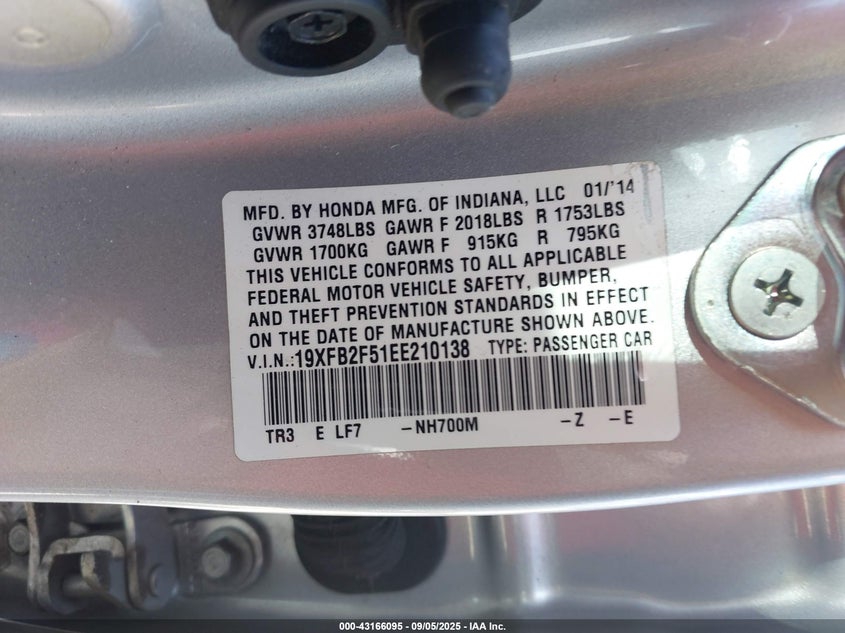 MFD. BY HONDA MFG. OF INDIANA, LLC 01/'14
GVWR 3748LBS GAWR F 2018LBS R 1753LBS
GVWR 1700KG GAWR F 915KG R 795KG
THIS VEHICLE CONFORMS TO ALL APPLICABLE
FEDERAL MOTOR VEHICLE SAFETY, BUMPER,
AND THEFT PREVENTION STANDARDS IN EFFECT
ON THE DATE OF MANUFACTURE SHOWN ABOVE.
V.I.N.:19XFB2F51EE210138 TYPE: PASSENGER CAR
TR3 E LF7 -NH700M -Z -E
000-43166095 - 09/05/2025 - IAA Inc.